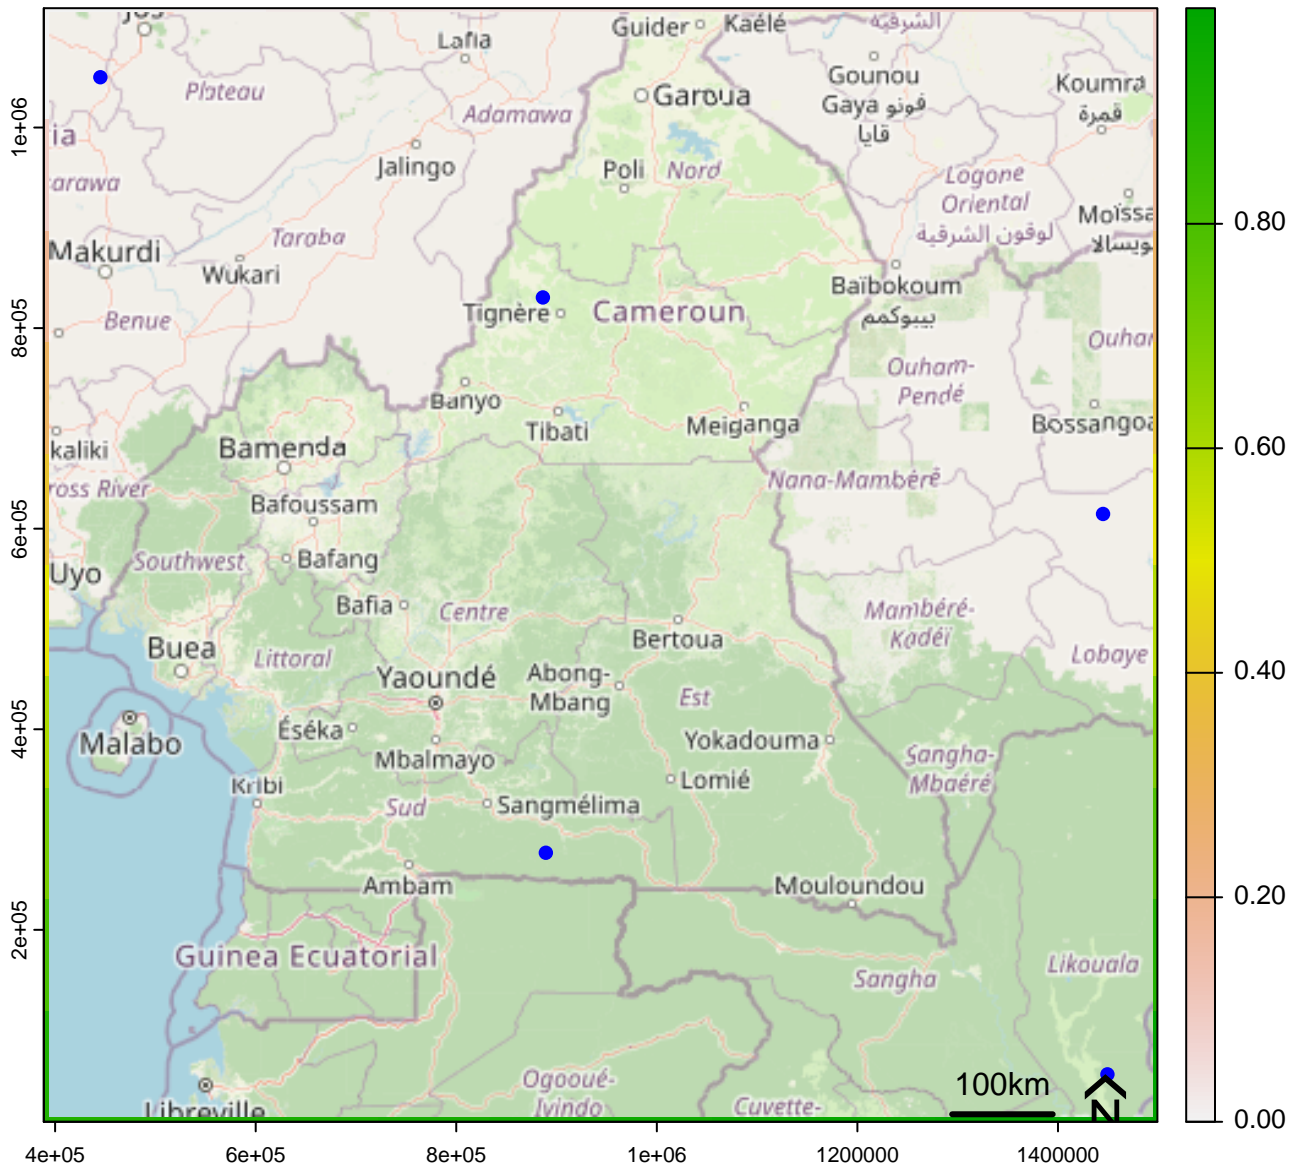 Jos
Guider
Kaélé
الشرقية
Lafia
Gounou
Gaya فونو
قايا
Koumra
قمرة
Plateau
Garoua
Adamawa
ia
Jalingo
Poli
Nord
Logone
Oriental
لوقون الشرقية
arawa
Moïssa
ويسالا
Makurdi
Taraba
Wukari
Baïbokoum
بيبوكمم
Tignère
Cameroun
Benue
Ouham-
Pendé
Ouhar
Banyo
Tibati
Meiganga
Bossangoa
kaliki
Bamenda
ross River
Nana-Mambéré
Bafoussam
Southwest
Bafang
Uyo
Bafia
Centre
Mambéré-
Kadéï
Bertoua
Buea
Littoral
Lobaye
Yaoundé
Abong-
Mbang
Est
Malabo
Éséka
Mbalmayo
Yokadouma
Sangha-
Mbaéré
Kribi
Lomié
Sud
Sangmélima
Ambam
Mouloundou
Guinea Ecuatorial
Sangha
Likouala
Ogooué-
Ivindo
Cuvette-
Libreville
100km
N
1e+06
8e+05
6e+05
4e+05
2e+05
4e+05
6e+05
8e+05
1e+06
1200000
1400000
0.80
0.60
0.40
0.20
0.00